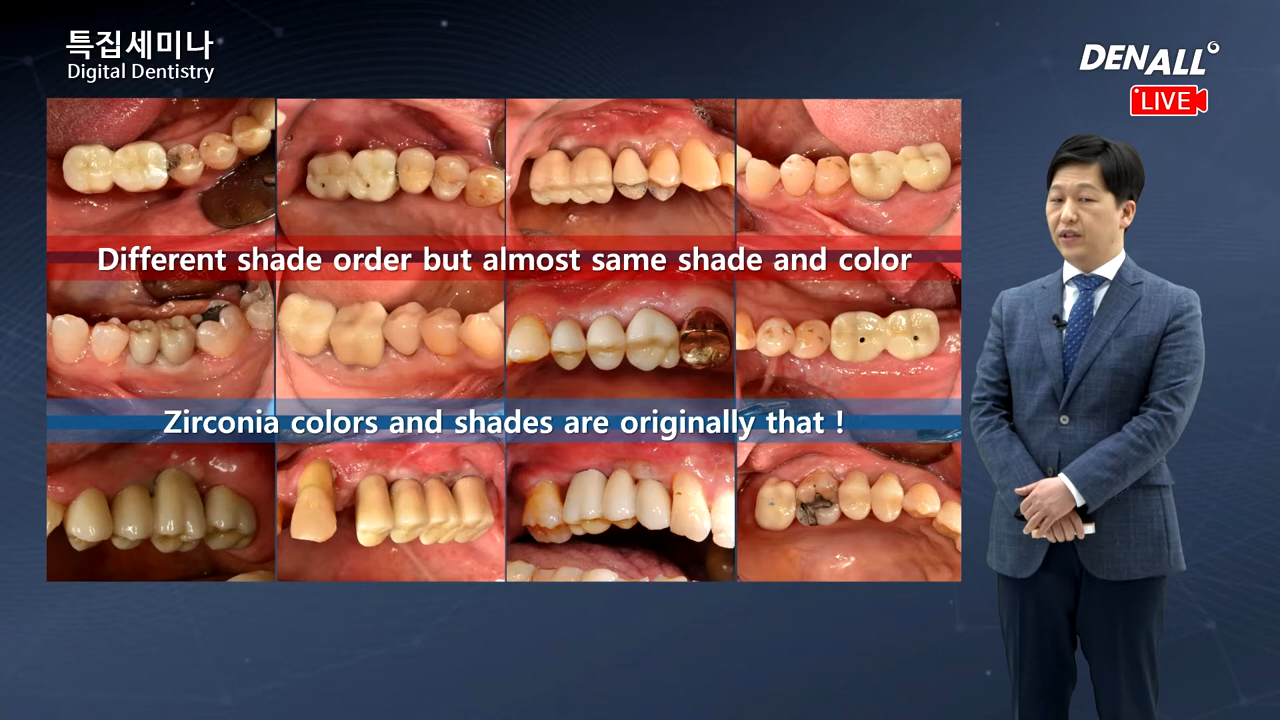 특집세미나
Digital Dentistry
DENALL
LIVE
Different shade order but almost same shade and color
Zirconia colors and shades are originally that !